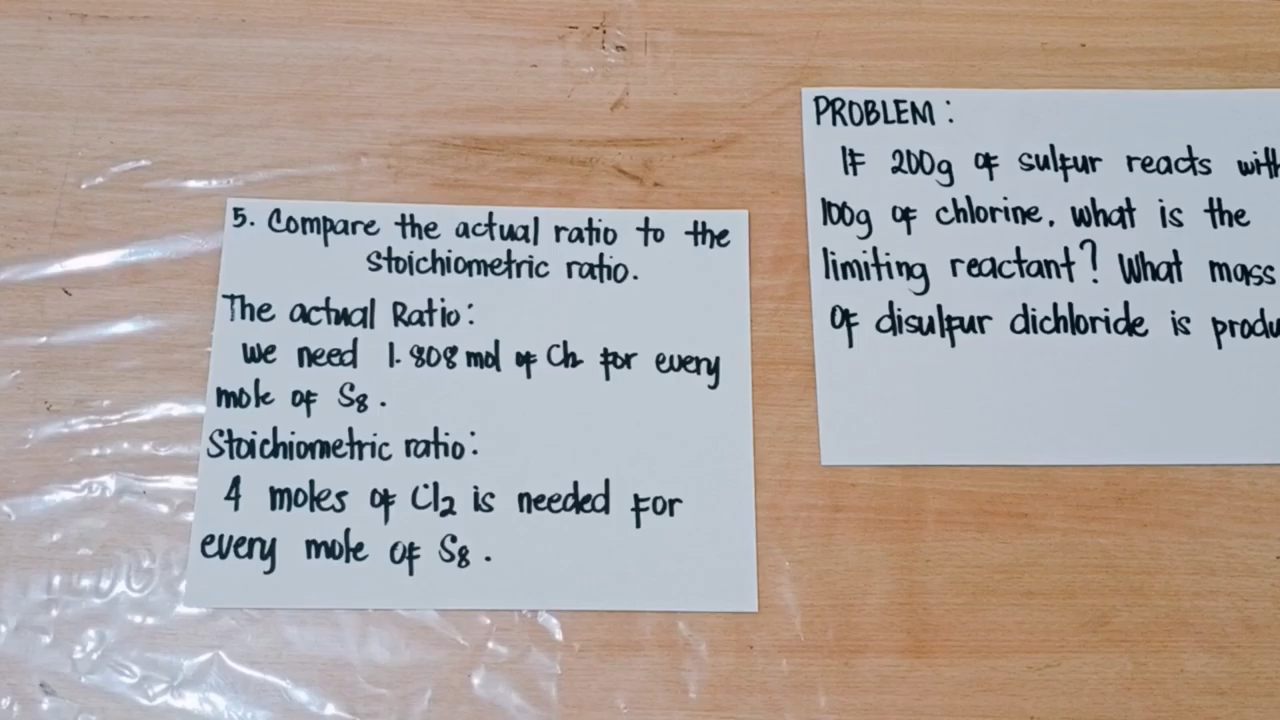 5. Compare the actual ratio to the
stoichiometric ratio.
The actual Ratio:
we need 1.808 mol of Cl2 for every
mole of S8.
Stoichiometric ratio:
4 moles of Cl2 is needed for
every mole of S8.
PROBLEM:
If 200g of sulfur reacts with
100g of chlorine, what is the
limiting reactant? What mass
of disulfur dichloride is produ